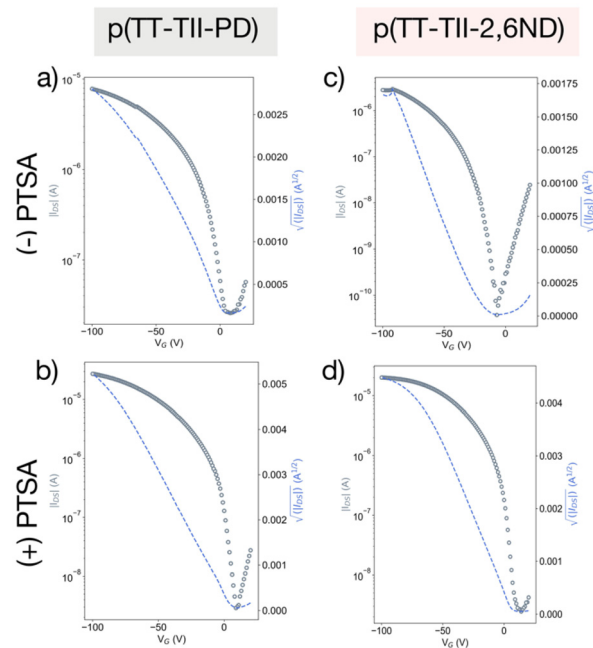 p(TT-TII-PD)
p(TT-TII-2,6ND)
(-) PTSA
(+) PTSA
a)
10⁻⁵
10⁻⁶
10⁻⁷
|I_DS| (A)
0.0025
0.0020
0.0015
0.0010
0.0005
√(|I_DS|) (A^1/2)
-100
-50
0
V_G (V)
c)
10⁻⁶
10⁻⁷
10⁻⁸
10⁻⁹
10⁻¹⁰
|I_DS| (A)
0.00175
0.00150
0.00125
0.00100
0.00075
0.00050
0.00025
0.00000
√(|I_DS|) (A^1/2)
-100
-50
0
V_G (V)
b)
10⁻⁵
10⁻⁶
10⁻⁷
10⁻⁸
|I_DS| (A)
0.005
0.004
0.003
0.002
0.001
0.000
√(|I_DS|) (A^1/2)
-100
-50
0
V_G (V)
d)
10⁻⁵
10⁻⁶
10⁻⁷
10⁻⁸
|I_DS| (A)
0.004
0.003
0.002
0.001
0.000
√(|I_DS|) (A^1/2)
-100
-50
0
V_G (V)